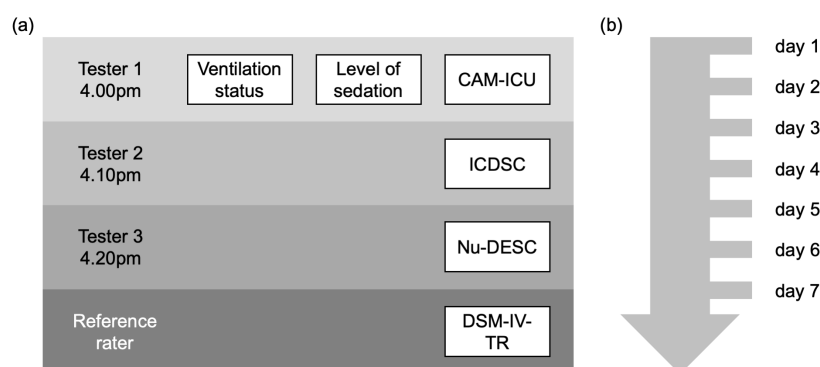 (a)
Tester 1
4.00pm
Ventilation
status
Level of
sedation
CAM-ICU
Tester 2
4.10pm
ICDSC
Tester 3
4.20pm
Nu-DESC
Reference
rater
DSM-IV-
TR
(b)
day 1
day 2
day 3
day 4
day 5
day 6
day 7